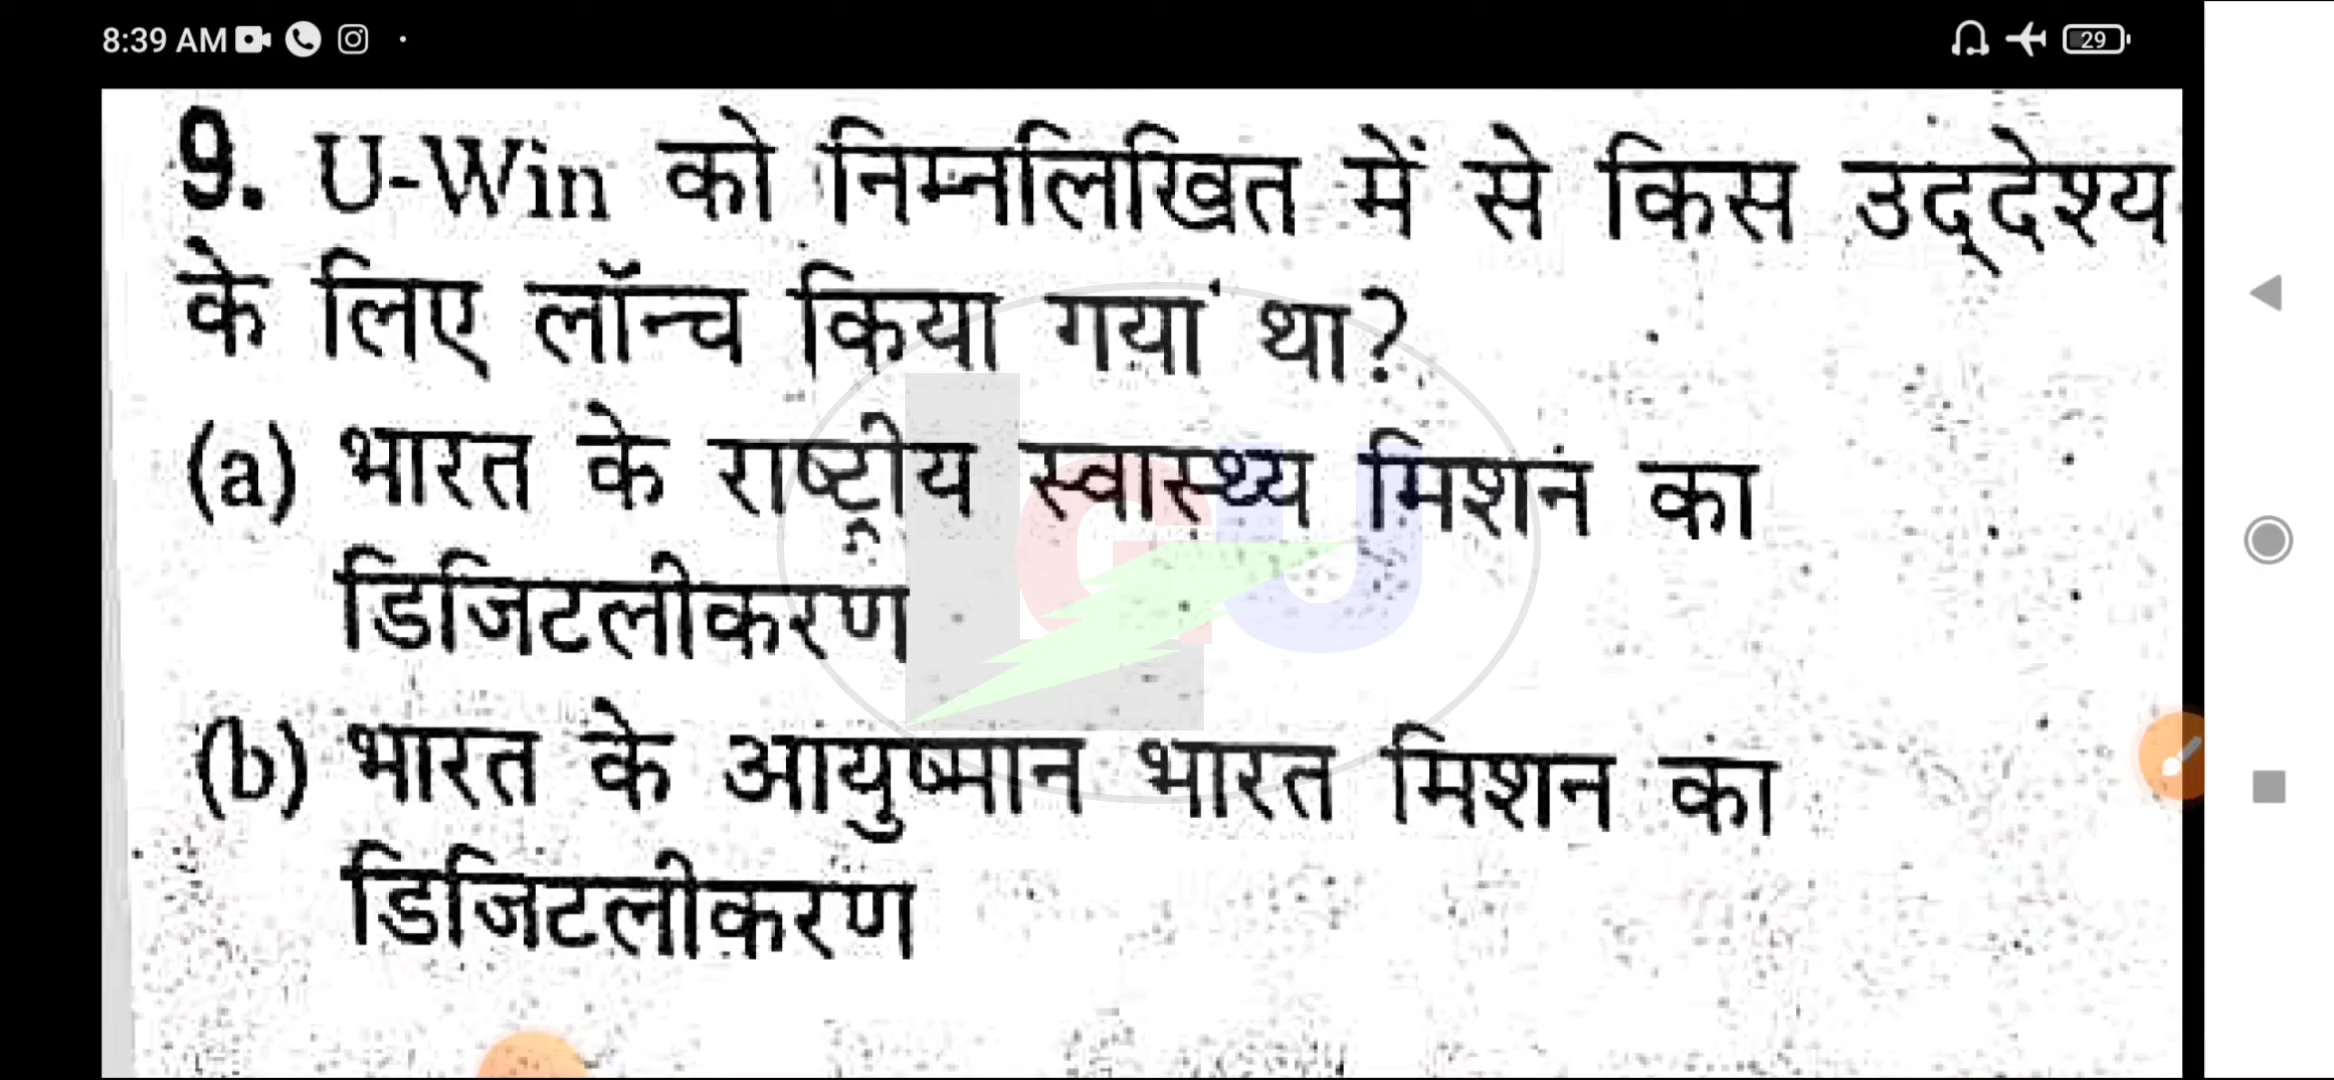 8:39 AM
29
9. U-Win को निम्नलिखित में से किस उद्देश्य
के लिए लॉन्च किया गया था?
(a) भारत के राष्ट्रीय स्वास्थ्य मिशन का
डिजिटलीकरण
(b) भारत के आयुष्मान भारत मिशन का
डिजिटलीकरण
LGU